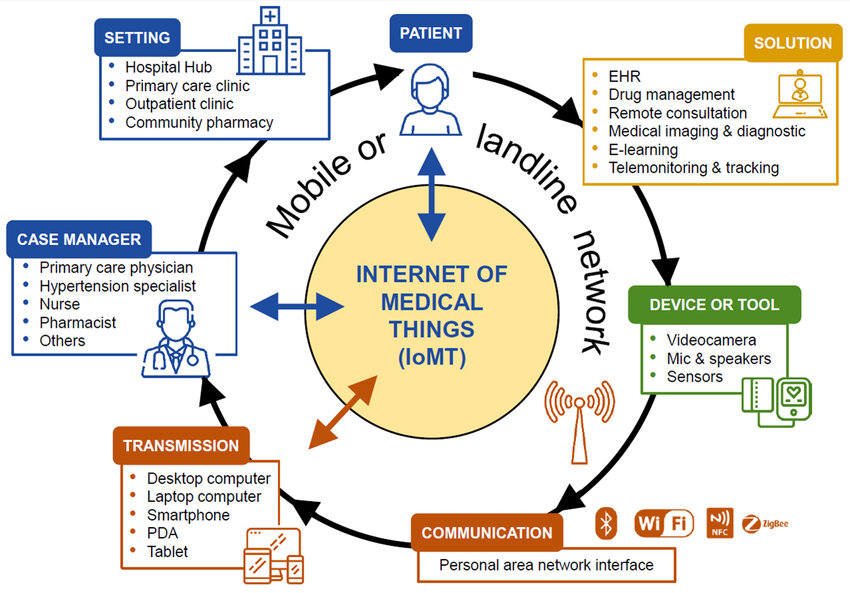 PATIENT
SETTING
Hospital Hub
Primary care clinic
Outpatient clinic
Community pharmacy
SOLUTION
EHR
Drug management
Remote consultation
Medical imaging & diagnostic
E-learning
Telemonitoring & tracking
Mobile or landline network
CASE MANAGER
Primary care physician
Hypertension specialist
Nurse
Pharmacist
Others
INTERNET OF
MEDICAL
THINGS
(IoMT)
DEVICE OR TOOL
Videocamera
Mic & speakers
Sensors
TRANSMISSION
Desktop computer
Laptop computer
Smartphone
PDA
Tablet
COMMUNICATION
Personal area network interface
WiFi
NFC
ZigBee